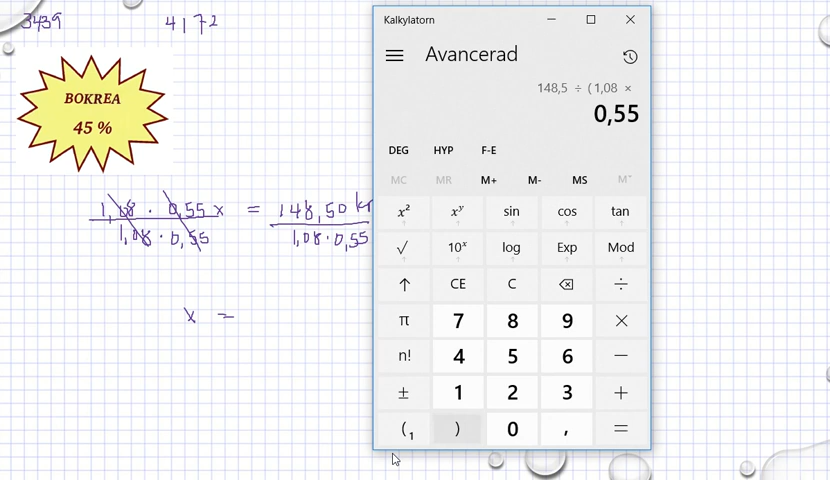 3439 4172
BOKREA
45 %
1,08 · 0,55 x = 148,50 kr
1,08 · 0,55 1,08 · 0,55
x =
Kalkylatorn
Avancerad
148,5 ÷ (1,08 ×
0,55
DEG HYP F-E
MC MR M+ M- MS M˅
x² xʸ sin cos tan
√ 10ˣ log Exp Mod
↑ CE C ⌫ ÷
π 7 8 9 ×
n! 4 5 6 −
± 1 2 3 +
(₁ ) 0 , =